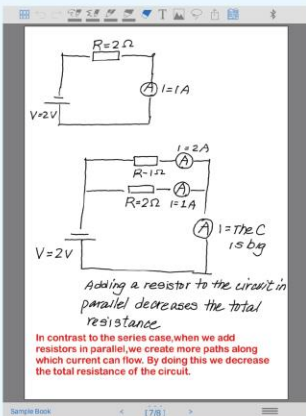 R=2Ω
A I=1A
V=2V
I=2A
A
R=1Ω
A
R=2Ω I=1A
A I=The C
is big
V=2V
Adding a resistor to the circuit in
parallel decreases the total
resistance
In contrast to the series case,when we add
resistors in parallel,we create more paths along
which current can flow. By doing this we decrease
the total resistance of the circuit.
Sample Book
17/81